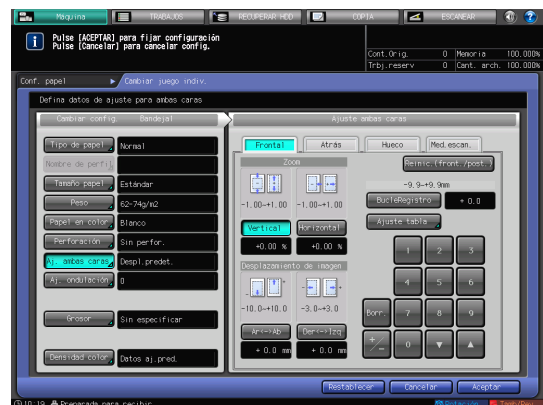 Máquina TRABAJOS RECUPERAR HDD COPIA ESCANEAR
Pulse [ACEPTAR] para fijar configuración
Pulse [Cancelar] para cancelar config.
Cont.Orig. 0 Memoria 100.000%
Trbj.reserv 0 Cant. arch. 100.000%
Conf. papel Cambiar juego indiv.
Defina datos de ajuste para ambas caras
Cambiar config. Bandeja1
Ajuste ambas caras
Tipo de papel Normal
Nombre de perfil
Tamaño papel Estándar
Peso 62-74g/m2
Papel en color Blanco
Perforación Sin perfor.
Aj. ambas caras Despl.predet.
Aj. ondulación 0
Grosor Sin especificar
Densidad color Datos aj.pred.
Frontal Atrás Hueco Med.escan.
Zoom
-1.00~+1.00 -1.00~+1.00
Vertical Horizontal
+0.00 % +0.00 %
Desplazamiento de imagen
-10.0~+10.0 -3.0~+3.0
Ar<->Ab Der<->Izq
+ 0.0 mm + 0.0 mm
Reinic.(front./post.)
-9.9~+9.9mm
BucleRegistro + 0.0
Ajuste tabla
1 2 3
4 5 6
Borr. 7 8 9
+/- 0 ▼ ▲
Restablecer Cancelar Aceptar
10:19 Preparada para recibir Rotación